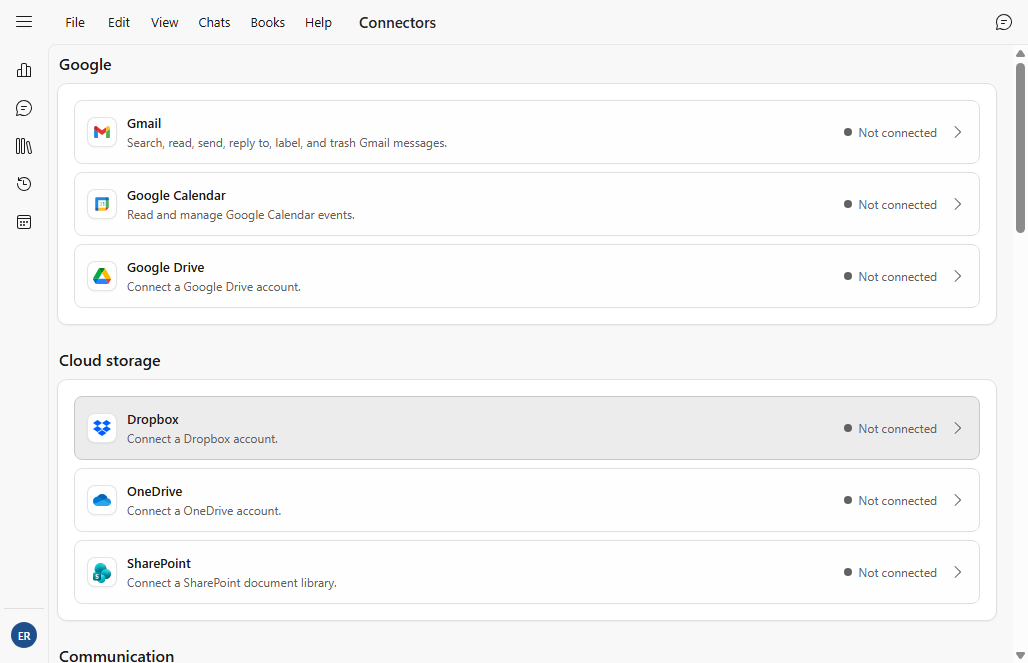 File Edit View Chats Books Help Connectors
Google
Gmail
Search, read, send, reply to, label, and trash Gmail messages.
Not connected
Google Calendar
Read and manage Google Calendar events.
Not connected
Google Drive
Connect a Google Drive account.
Not connected
Cloud storage
Dropbox
Connect a Dropbox account.
Not connected
OneDrive
Connect a OneDrive account.
Not connected
SharePoint
Connect a SharePoint document library.
Not connected
ER
Communication